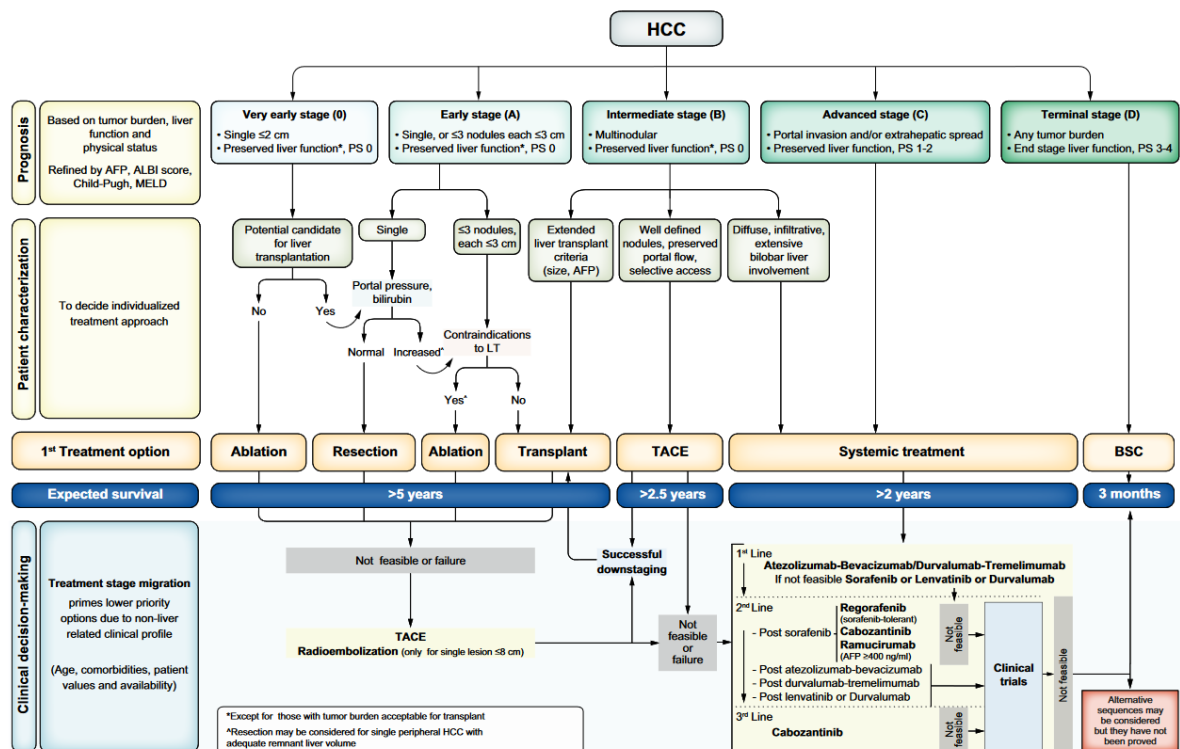 HCC
Prognosis
Based on tumor burden, liver
function and
physical status
Refined by AFP, ALBI score,
Child-Pugh, MELD
Very early stage (0)
• Single ≤2 cm
• Preserved liver function*, PS 0
Early stage (A)
• Single, or ≤3 nodules each ≤3 cm
• Preserved liver function*, PS 0
Intermediate stage (B)
• Multinodular
• Preserved liver function*, PS 0
Advanced stage (C)
• Portal invasion and/or extrahepatic spread
• Preserved liver function, PS 1-2
Terminal stage (D)
• Any tumor burden
• End stage liver function, PS 3-4
Patient characterization
To decide individualized
treatment approach
Potential candidate
for liver
transplantation
Single
≤3 nodules,
each ≤3 cm
Extended
liver transplant
criteria
(size, AFP)
Well defined
nodules, preserved
portal flow,
selective access
Diffuse, infiltrative,
extensive
bilobar liver
involvement
No
Yes
Portal pressure,
bilirubin
Normal
Increased^
Contraindications
to LT
Yes^
No
1st Treatment option
Ablation
Resection
Ablation
Transplant
TACE
Systemic treatment
BSC
Expected survival
>5 years
>2.5 years
>2 years
3 months
Clinical decision-making
Treatment stage migration
primes lower priority
options due to non-liver
related clinical profile
(Age, comorbidities, patient
values and availability)
Not feasible or failure
Successful
downstaging
TACE
Radioembolization (only for single lesion ≤8 cm)
Not
feasible
or
failure
1st Line
Atezolizumab-Bevacizumab/Durvalumab-Tremelimumab
If not feasible Sorafenib or Lenvatinib or Durvalumab
2nd Line
- Post sorafenib
Regorafenib
(sorafenib-tolerant)
Cabozantinib
Ramucirumab
(AFP ≥400 ng/ml)
Not
feasible
- Post atezolizumab-bevacizumab
- Post durvalumab-tremelimumab
- Post lenvatinib or Durvalumab
3rd Line
Cabozantinib
Not
feasible
Clinical
trials
Not feasible
Alternative
sequences may
be considered
but they have not
been proved
*Except for those with tumor burden acceptable for transplant
^Resection may be considered for single peripheral HCC with
adequate remnant liver volume